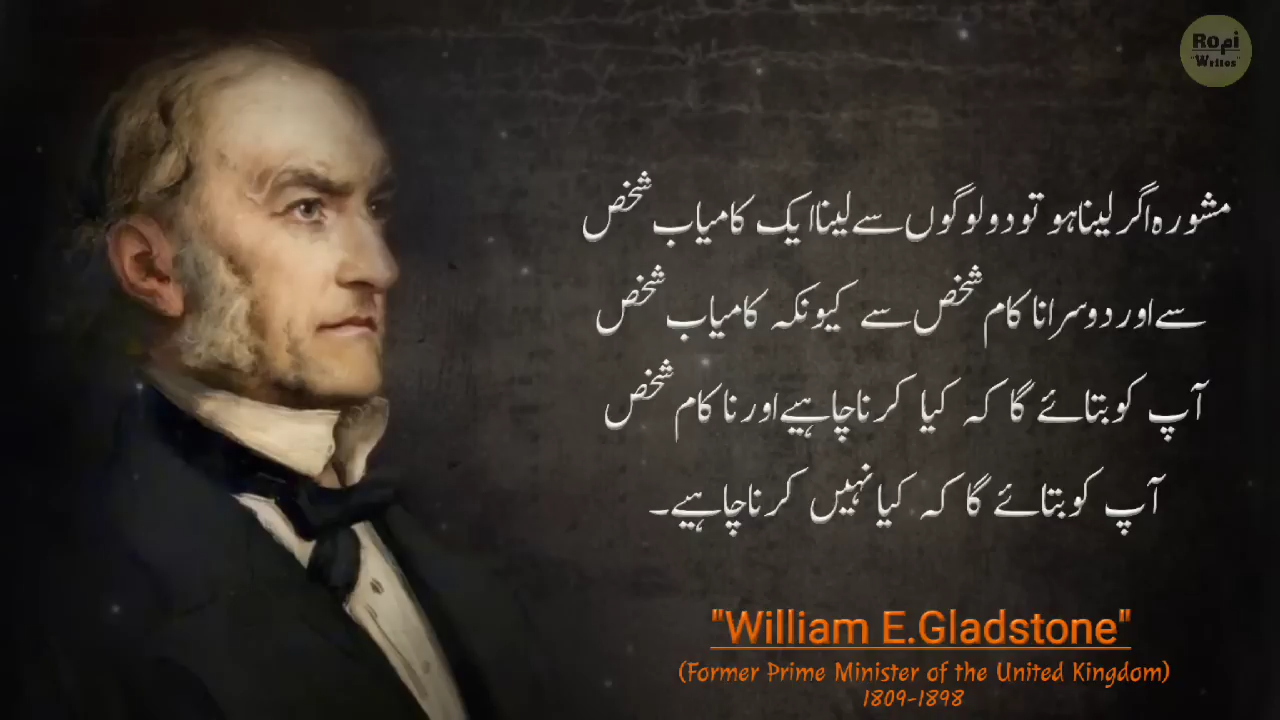 Ropi
"Writes"
مشورہ اگر لینا ہو تو دو لوگوں سے لینا ایک کامیاب شخص
سے اور دوسرا ناکام شخص سے کیونکہ کامیاب شخص
آپ کو بتائے گا کہ کیا کرنا چاہیے اور ناکام شخص
آپ کو بتائے گا کہ کیا نہیں کرنا چاہیے۔
"William E.Gladstone"
(Former Prime Minister of the United Kingdom)
1809-1898